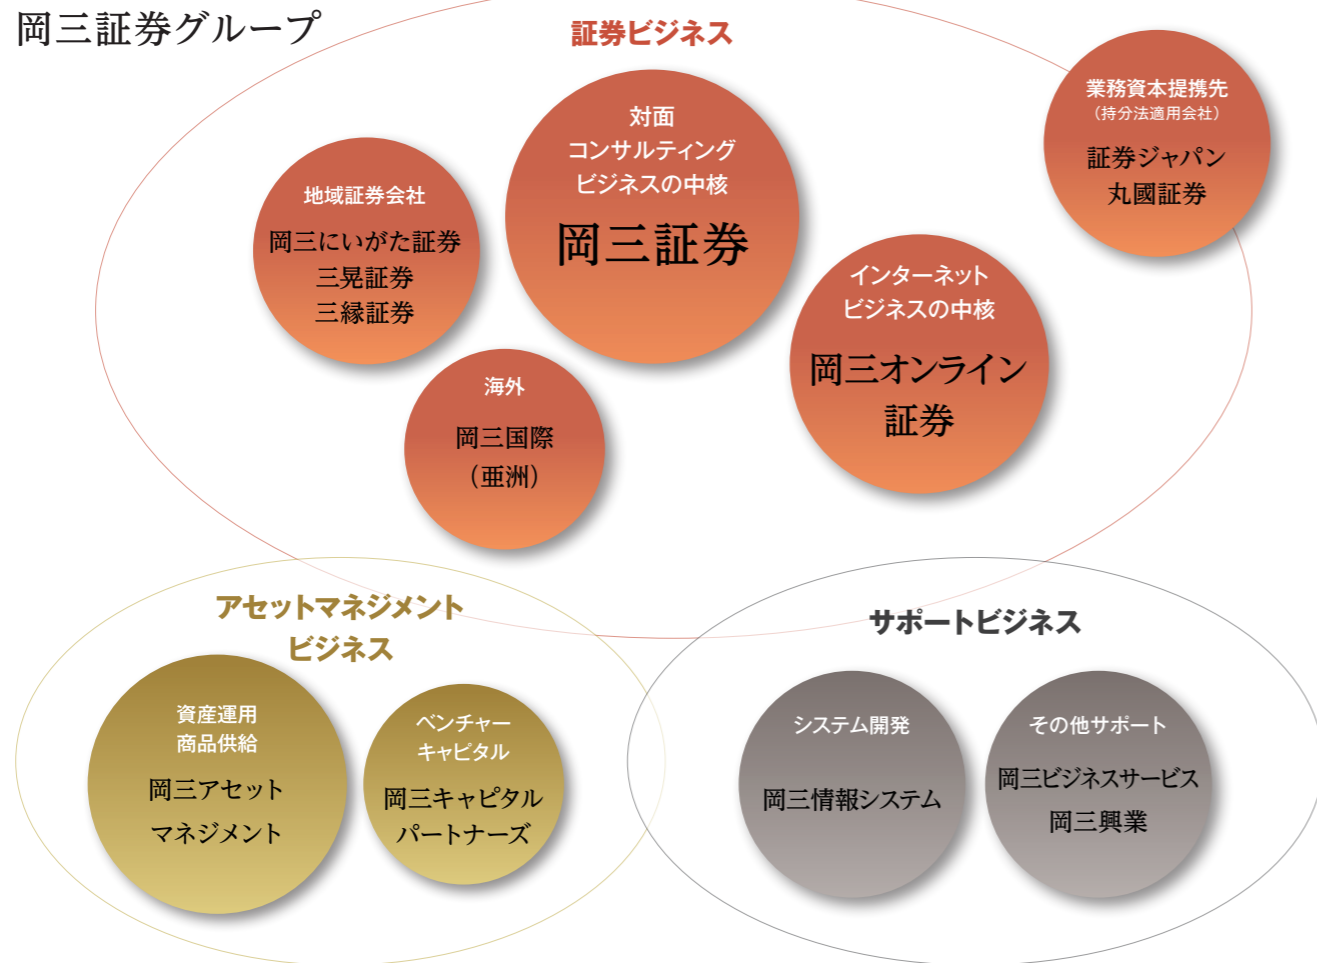 岡三証券グループ
証券ビジネス
対面
コンサルティング
ビジネスの中核
岡三証券
業務資本提携先
（持分法適用会社）
証券ジャパン
丸國証券
地域証券会社
岡三にいがた証券
三晃証券
三縁証券
インターネット
ビジネスの中核
岡三オンライン
証券
海外
岡三国際
（亜洲）
アセットマネジメント
ビジネス
資産運用
商品供給
岡三アセット
マネジメント
ベンチャー
キャピタル
岡三キャピタル
パートナーズ
サポートビジネス
システム開発
岡三情報システム
その他サポート
岡三ビジネスサービス
岡三興業